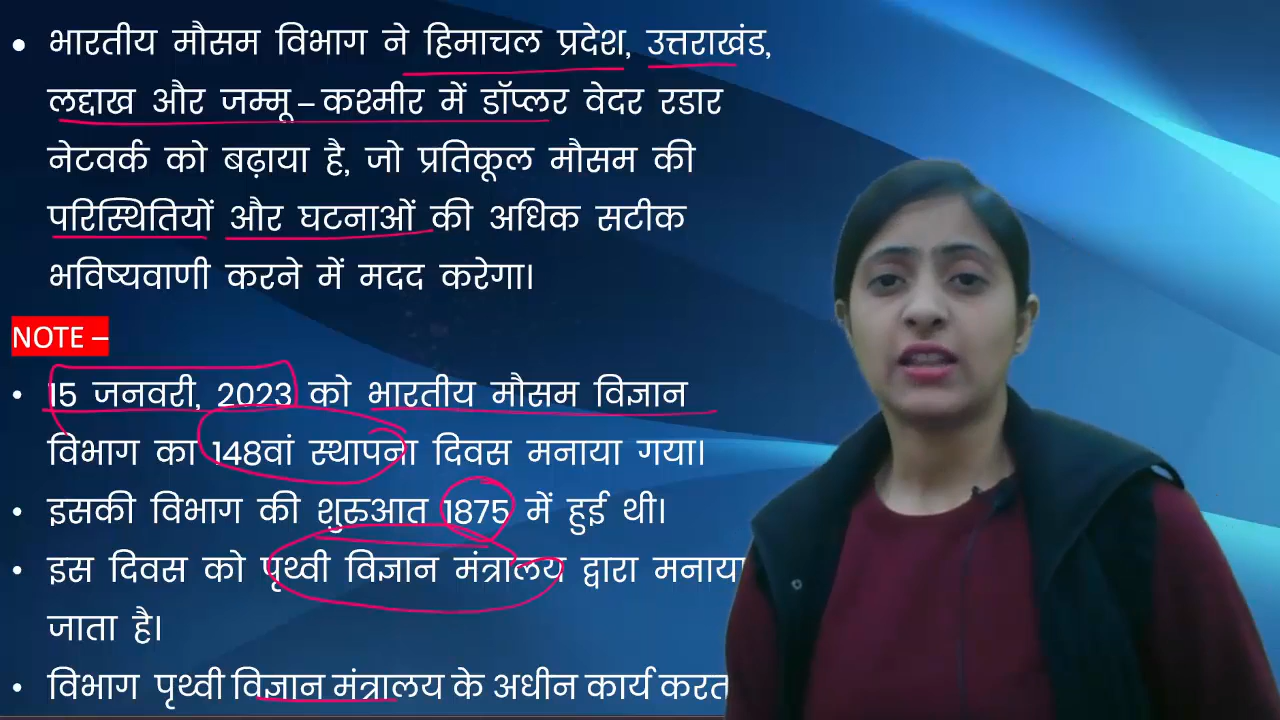 • भारतीय मौसम विभाग ने हिमाचल प्रदेश, उत्तराखंड,
लद्दाख और जम्मू – कश्मीर में डॉप्लर वेदर रडार
नेटवर्क को बढ़ाया है, जो प्रतिकूल मौसम की
परिस्थितियों और घटनाओं की अधिक सटीक
भविष्यवाणी करने में मदद करेगा।
NOTE –
• 15 जनवरी, 2023 को भारतीय मौसम विज्ञान
विभाग का 148वां स्थापना दिवस मनाया गया।
• इसकी विभाग की शुरुआत 1875 में हुई थी।
• इस दिवस को पृथ्वी विज्ञान मंत्रालय द्वारा मनाया
जाता है।
• विभाग पृथ्वी विज्ञान मंत्रालय के अधीन कार्य करत